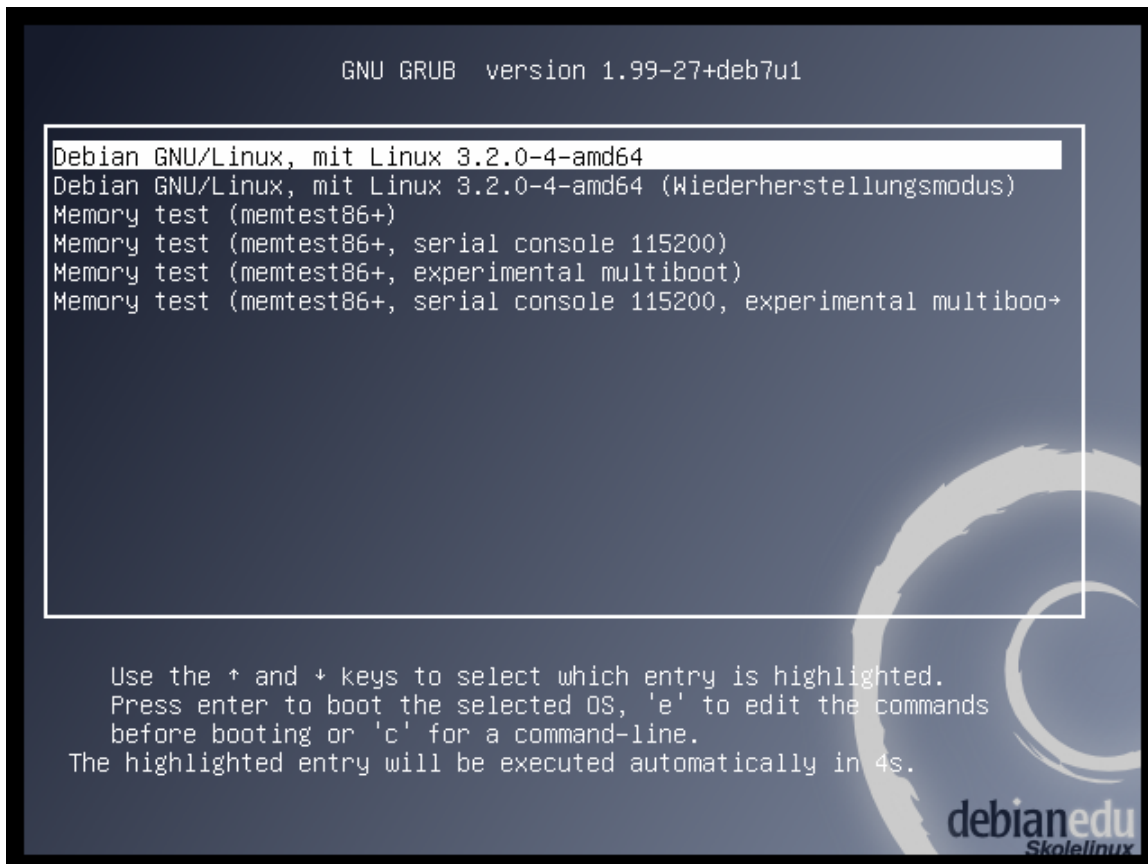 GNU GRUB  version 1.99-27+deb7u1
Debian GNU/Linux, mit Linux 3.2.0-4-amd64
Debian GNU/Linux, mit Linux 3.2.0-4-amd64 (Wiederherstellungsmodus)
Memory test (memtest86+)
Memory test (memtest86+, serial console 115200)
Memory test (memtest86+, experimental multiboot)
Memory test (memtest86+, serial console 115200, experimental multiboo→
Use the ↑ and ↓ keys to select which entry is highlighted.
Press enter to boot the selected OS, 'e' to edit the commands
before booting or 'c' for a command-line.
The highlighted entry will be executed automatically in 4s.
debianedu
Skolelinux